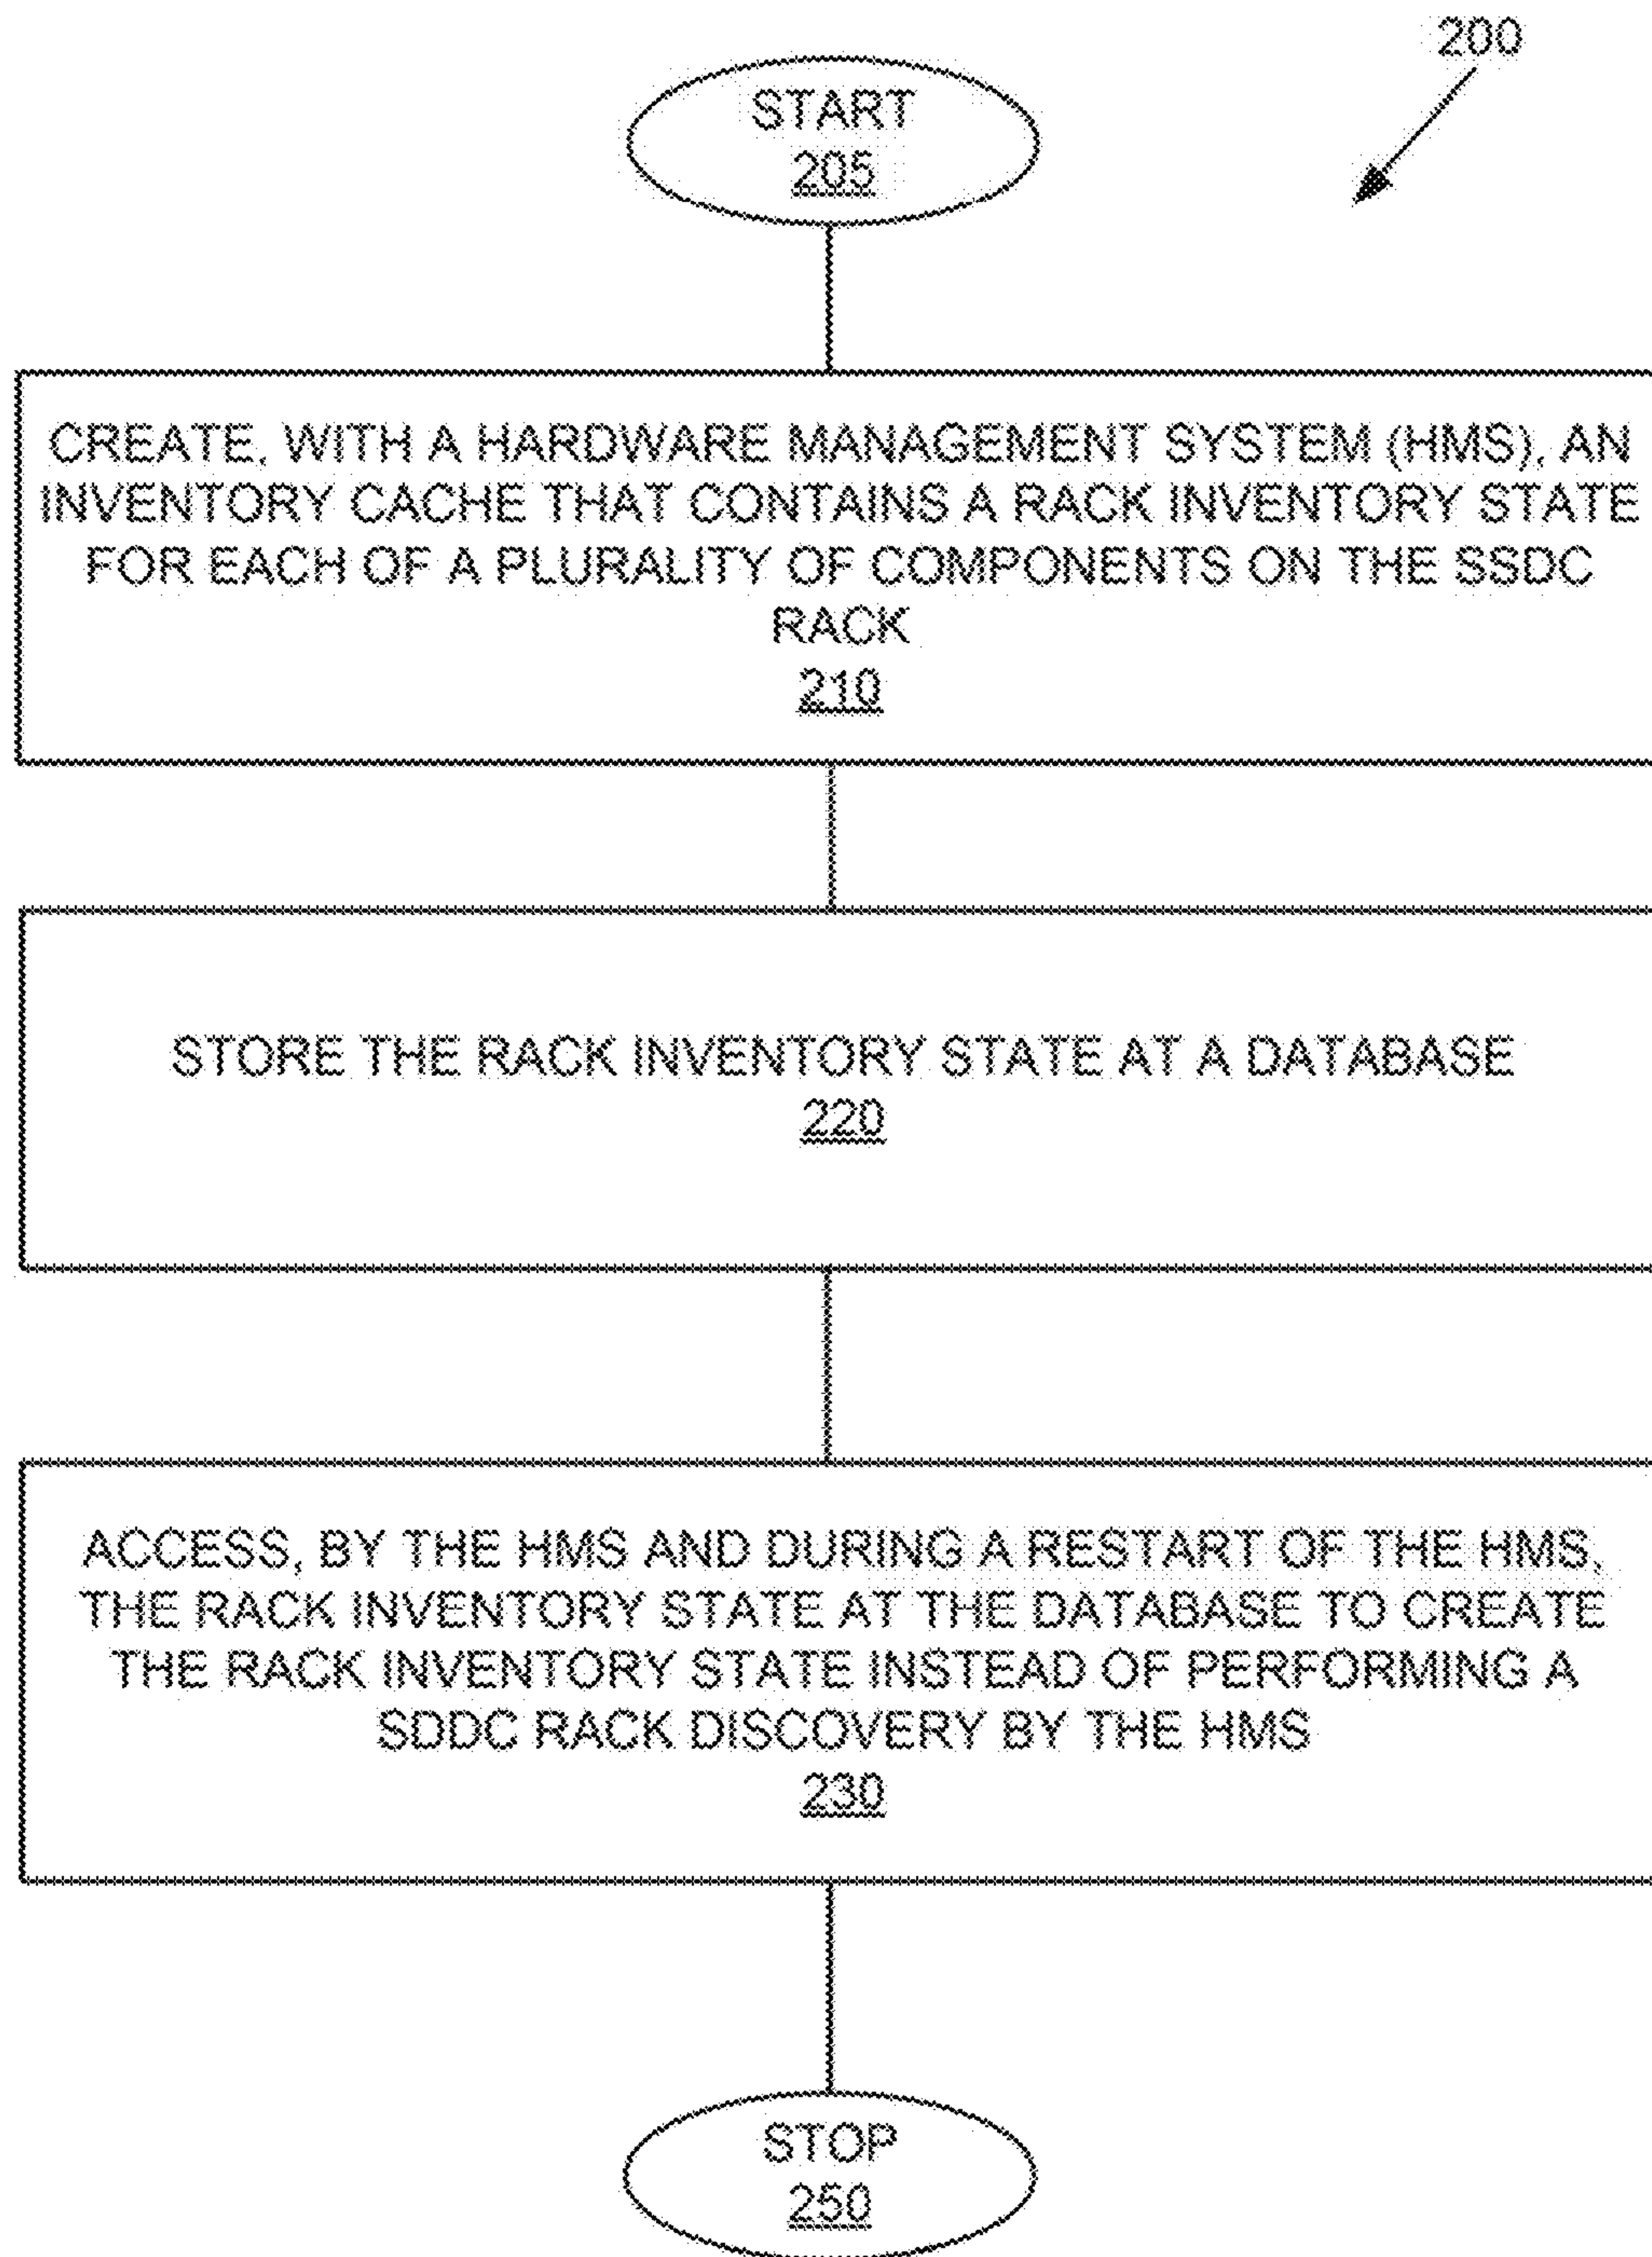 200
START
205
CREATE, WITH A HARDWARE MANAGEMENT SYSTEM (HMS), AN
INVENTORY CACHE THAT CONTAINS A RACK INVENTORY STATE
FOR EACH OF A PLURALITY OF COMPONENTS ON THE SSDC
RACK
210
STORE THE RACK INVENTORY STATE AT A DATABASE
220
ACCESS, BY THE HMS AND DURING A RESTART OF THE HMS,
THE RACK INVENTORY STATE AT THE DATABASE TO CREATE
THE RACK INVENTORY STATE INSTEAD OF PERFORMING A
SDDC RACK DISCOVERY BY THE HMS
230
STOP
250